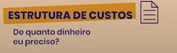 ESTRUTURA DE CUSTOS
De quanto dinheiro
eu preciso?